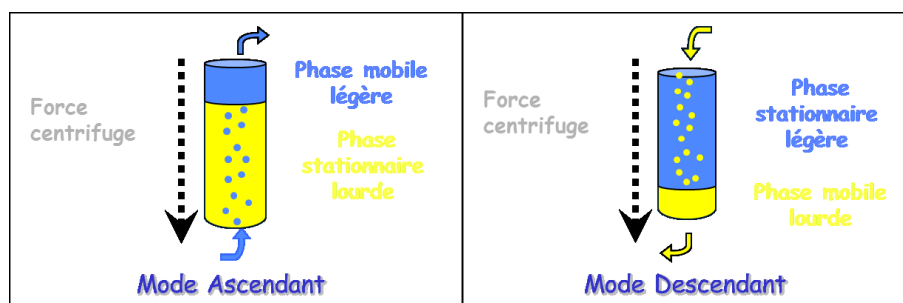 Force
centrifuge
Phase mobile
légère
Phase
stationnaire
lourde
Mode Ascendant
Force
centrifuge
Phase
stationnaire
légère
Phase mobile
lourde
Mode Descendant